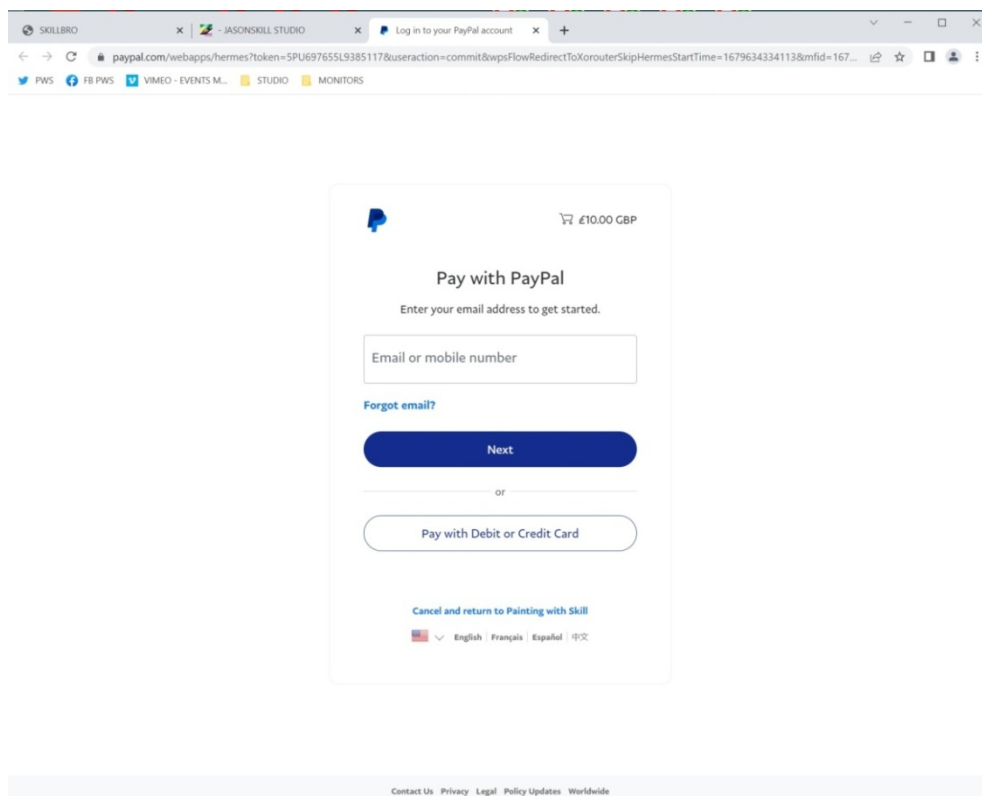 SKILLBRO
- JASONSKILL STUDIO
Log in to your PayPal account
paypal.com/webapps/hermes?token=5PU697655L9385117&useraction=commit&wpsFlowRedirectToXorouterSkipHermesStartTime=1679634334113&mfid=167...
PWS FB PWS VIMEO - EVENTS M... STUDIO MONITORS
£10.00 GBP
Pay with PayPal
Enter your email address to get started.
Email or mobile number
Forgot email?
Next
or
Pay with Debit or Credit Card
Cancel and return to Painting with Skill
English Français Español 中文
Contact Us Privacy Legal Policy Updates Worldwide